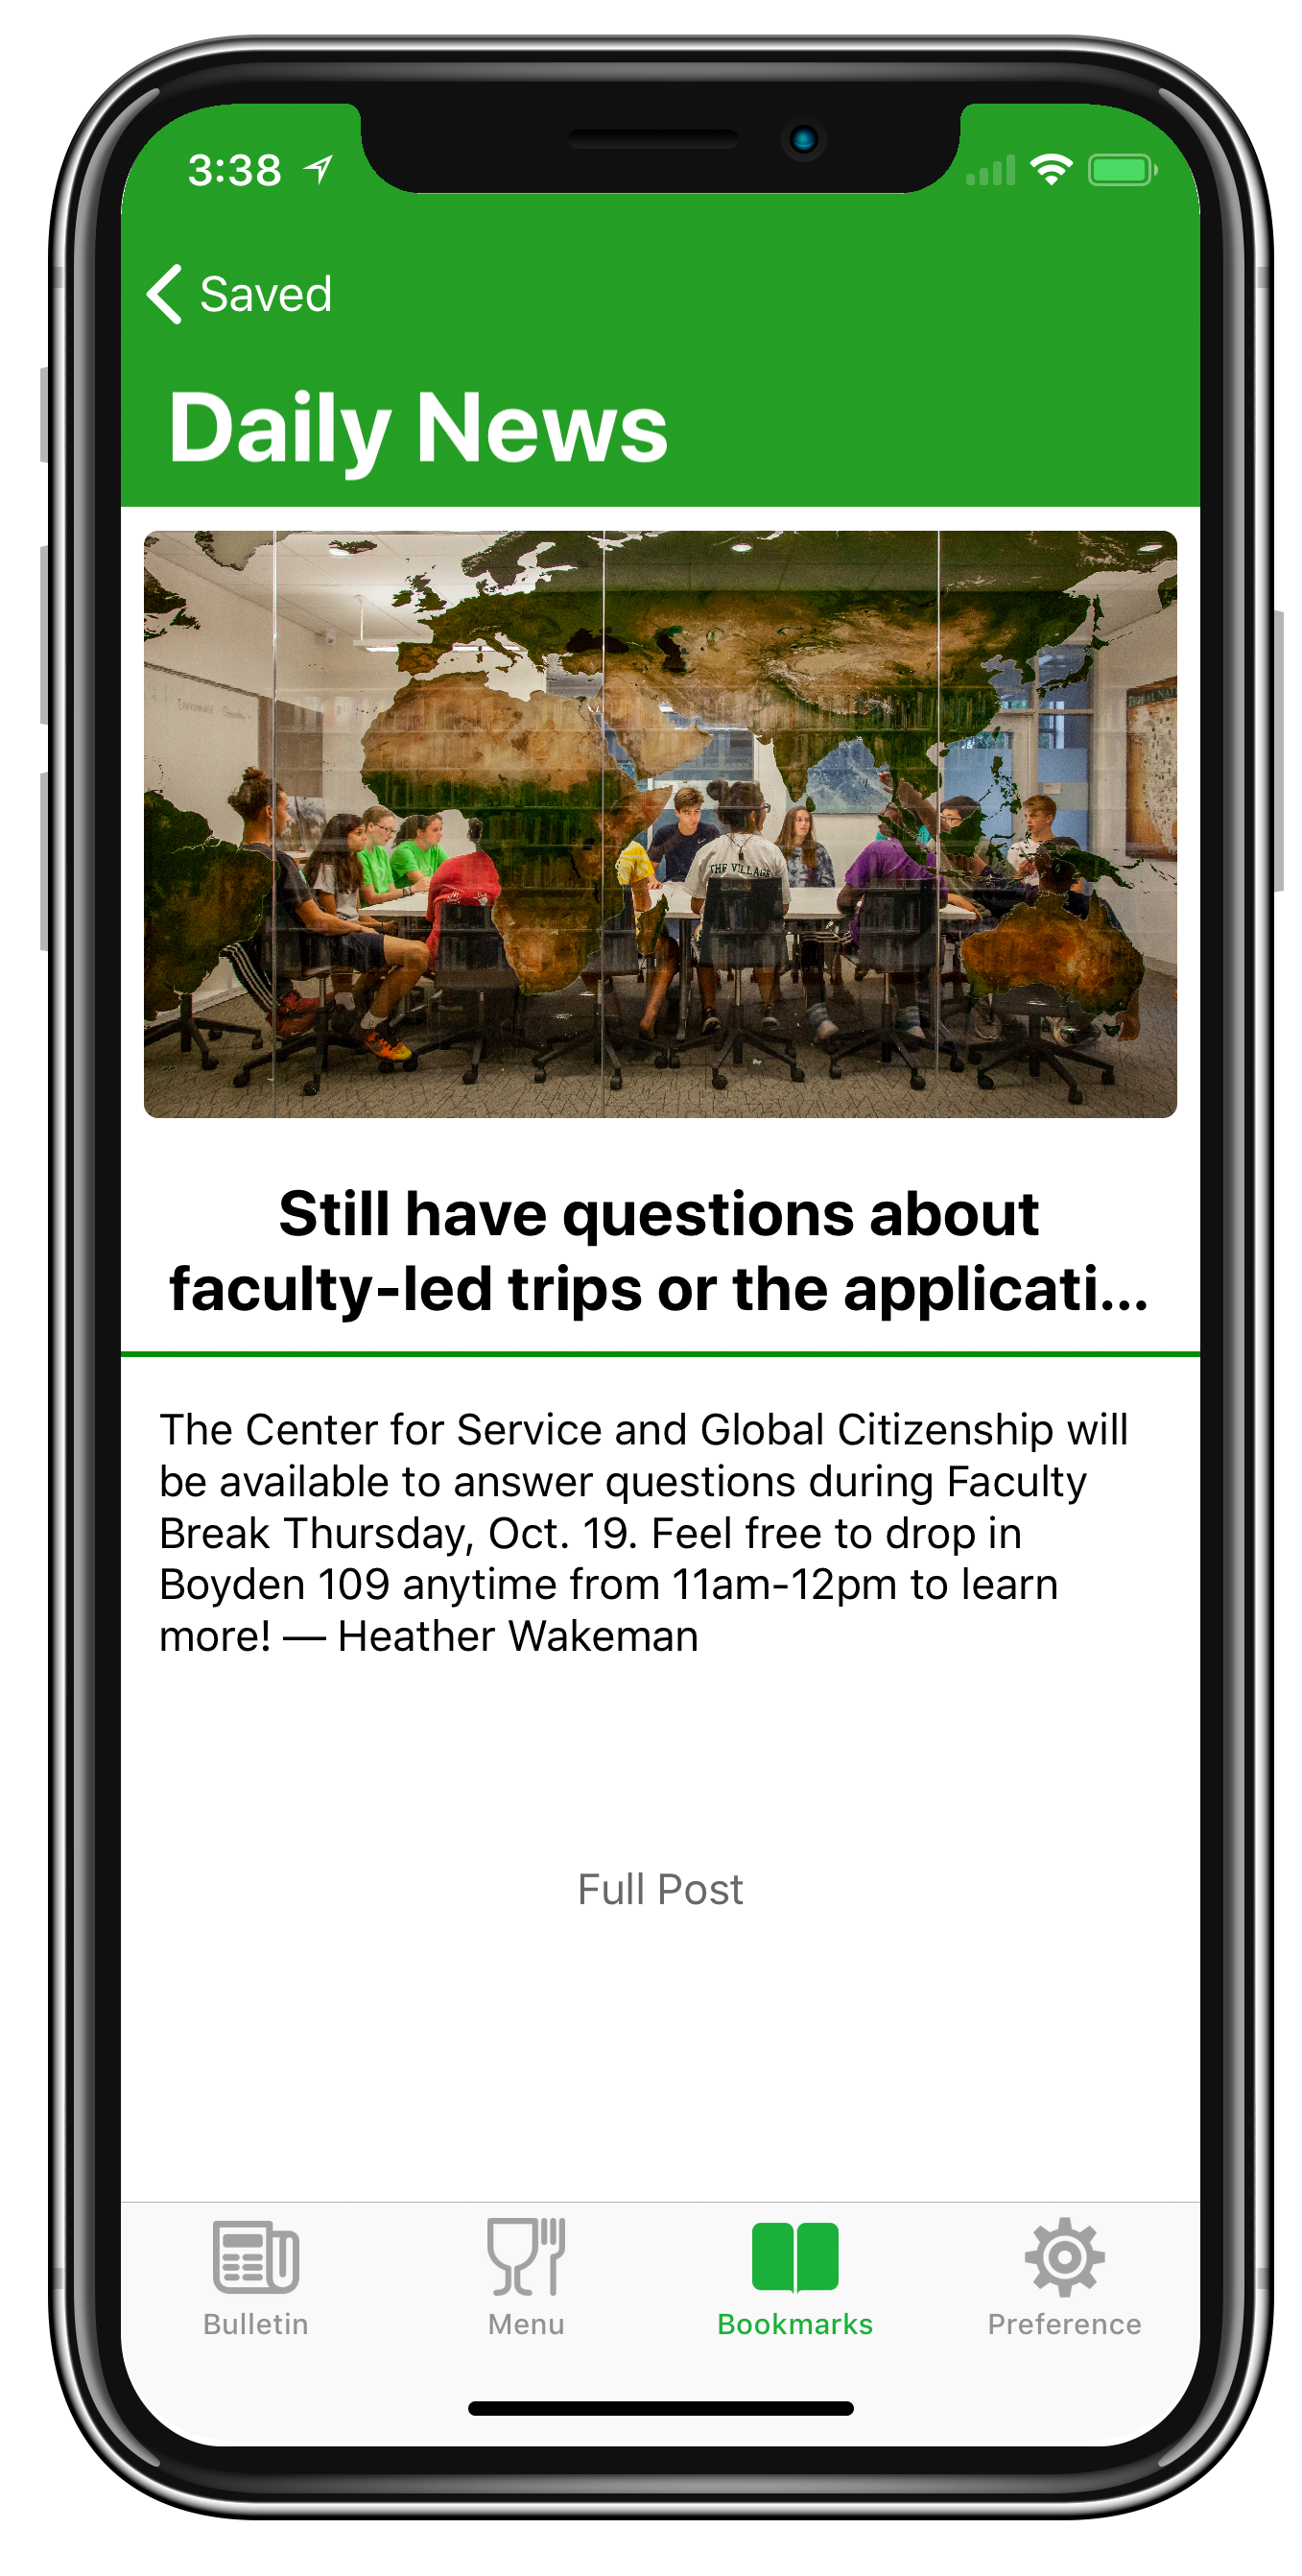 3:38
Saved
Daily News
THE VILLAGE
Still have questions about
faculty-led trips or the applicati...
The Center for Service and Global Citizenship will
be available to answer questions during Faculty
Break Thursday, Oct. 19. Feel free to drop in
Boyden 109 anytime from 11am-12pm to learn
more! — Heather Wakeman
Full Post
Bulletin
Menu
Bookmarks
Preference